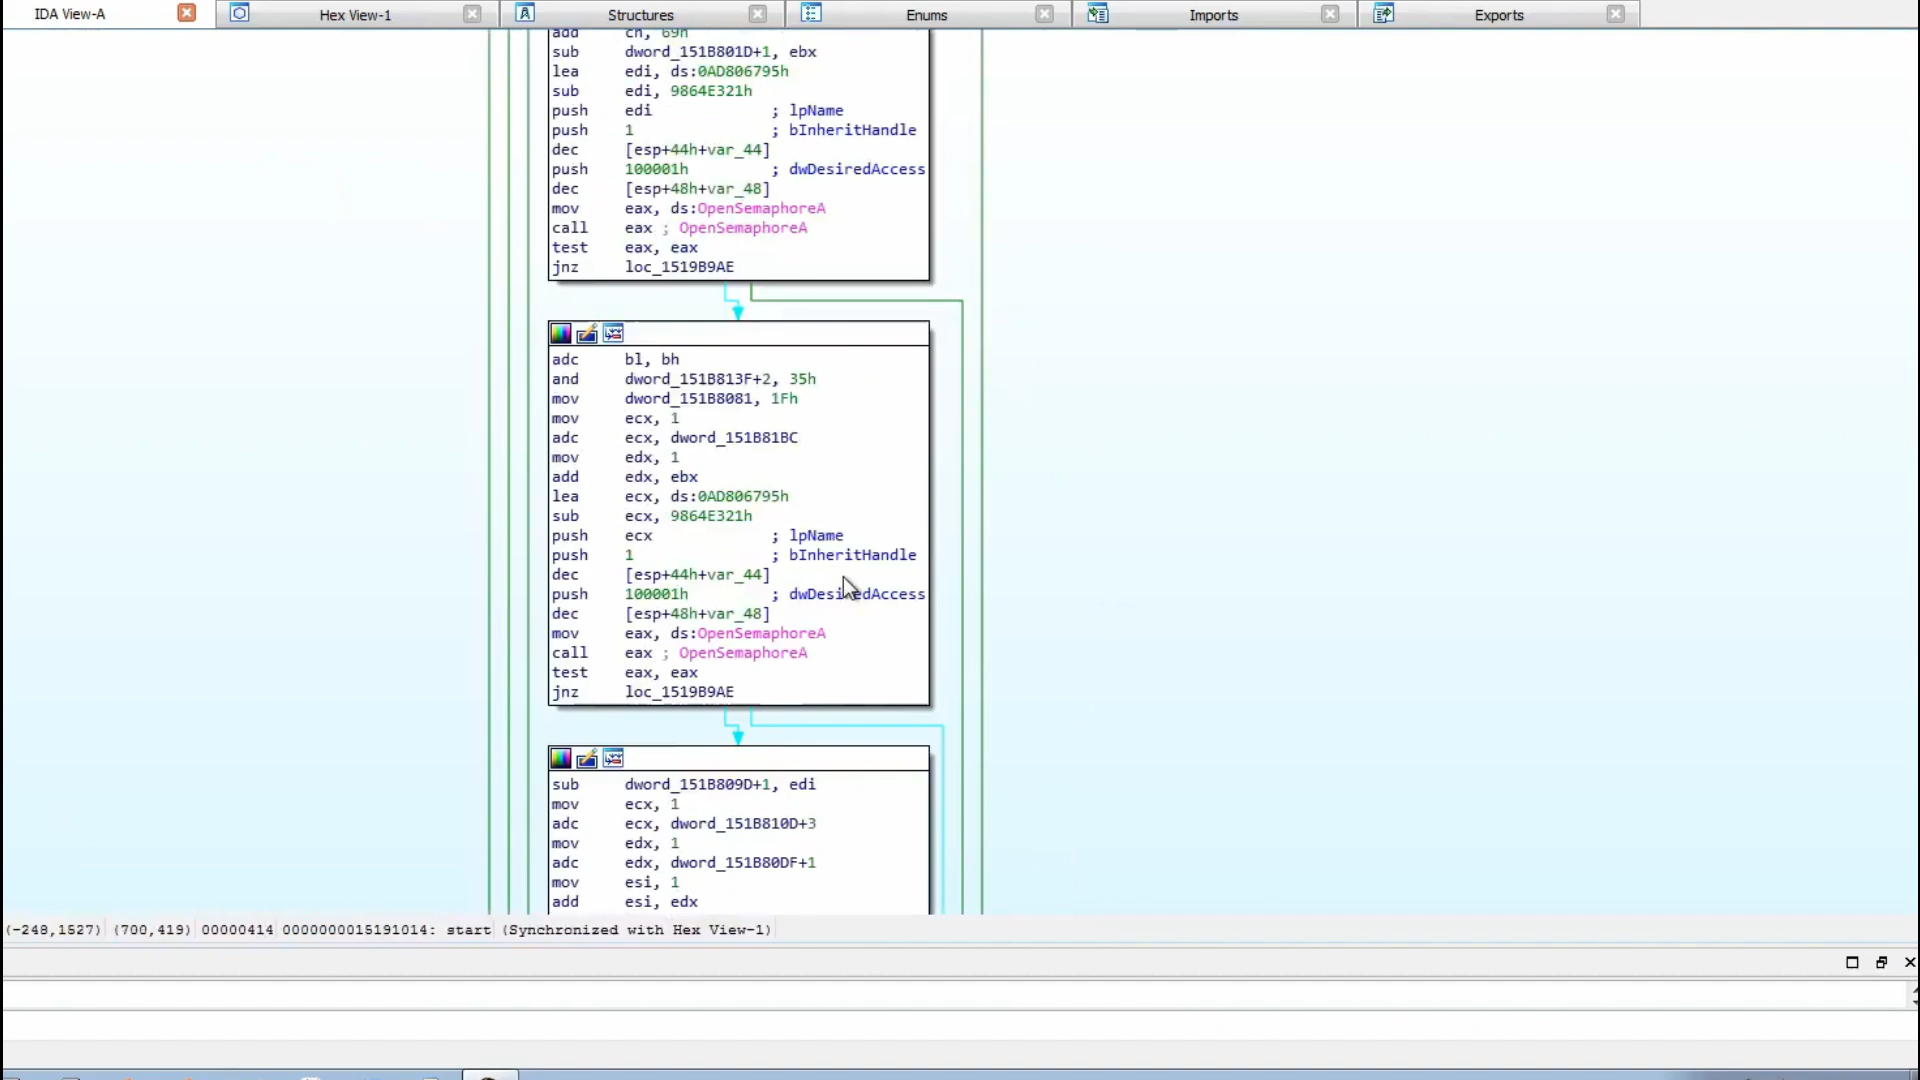 IDA View-A Hex View-1 Structures Enums Imports Exports
add ch, 69h
sub dword_151B801D+1, ebx
lea edi, ds:0AD806795h
sub edi, 9864E321h
push edi ; lpName
push 1 ; bInheritHandle
dec [esp+44h+var_44]
push 100001h ; dwDesiredAccess
dec [esp+48h+var_48]
mov eax, ds:OpenSemaphoreA
call eax ; OpenSemaphoreA
test eax, eax
jnz loc_1519B9AE
adc bl, bh
and dword_151B813F+2, 35h
mov dword_151B8081, 1Fh
mov ecx, 1
adc ecx, dword_151B81BC
mov edx, 1
add edx, ebx
lea ecx, ds:0AD806795h
sub ecx, 9864E321h
push ecx ; lpName
push 1 ; bInheritHandle
dec [esp+44h+var_44]
push 100001h ; dwDesiredAccess
dec [esp+48h+var_48]
mov eax, ds:OpenSemaphoreA
call eax ; OpenSemaphoreA
test eax, eax
jnz loc_1519B9AE
sub dword_151B809D+1, edi
mov ecx, 1
adc ecx, dword_151B810D+3
mov edx, 1
adc edx, dword_151B80DF+1
mov esi, 1
add esi, edx
(-248,1527) (700,419) 00000414 0000000015191014: start (Synchronized with Hex View-1)